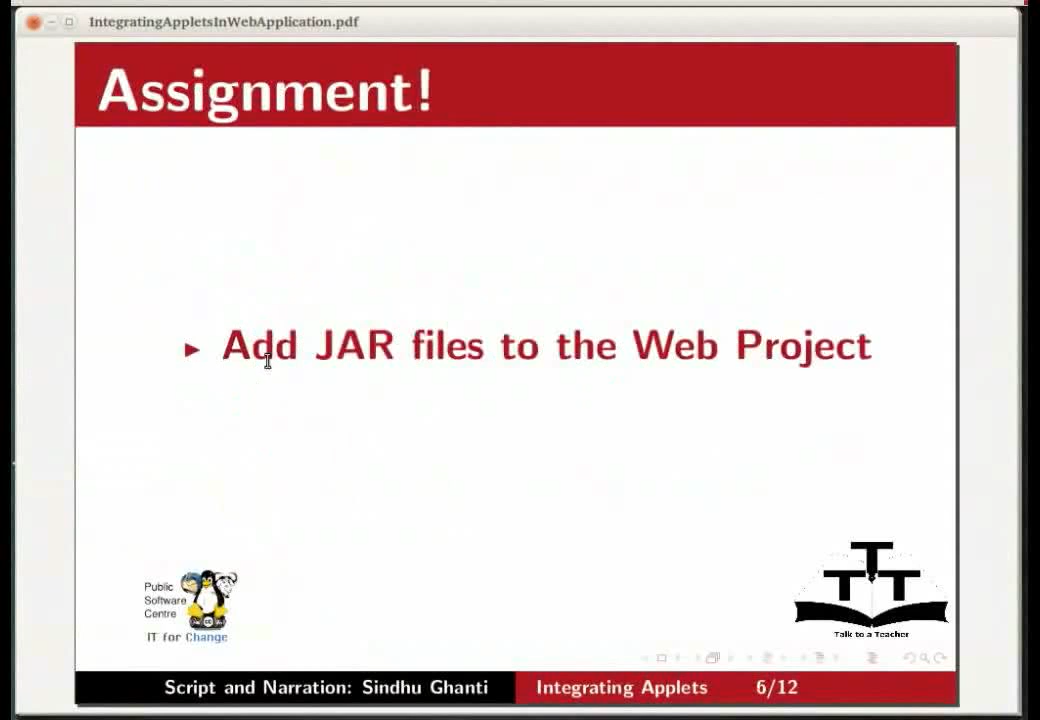 IntegratingAppletsInWebApplication.pdf
Assignment!
Add JAR files to the Web Project
Public
Software
Centre
IT for Change
T
T T
Talk to a Teacher
Script and Narration: Sindhu Ghanti
Integrating Applets
6/12